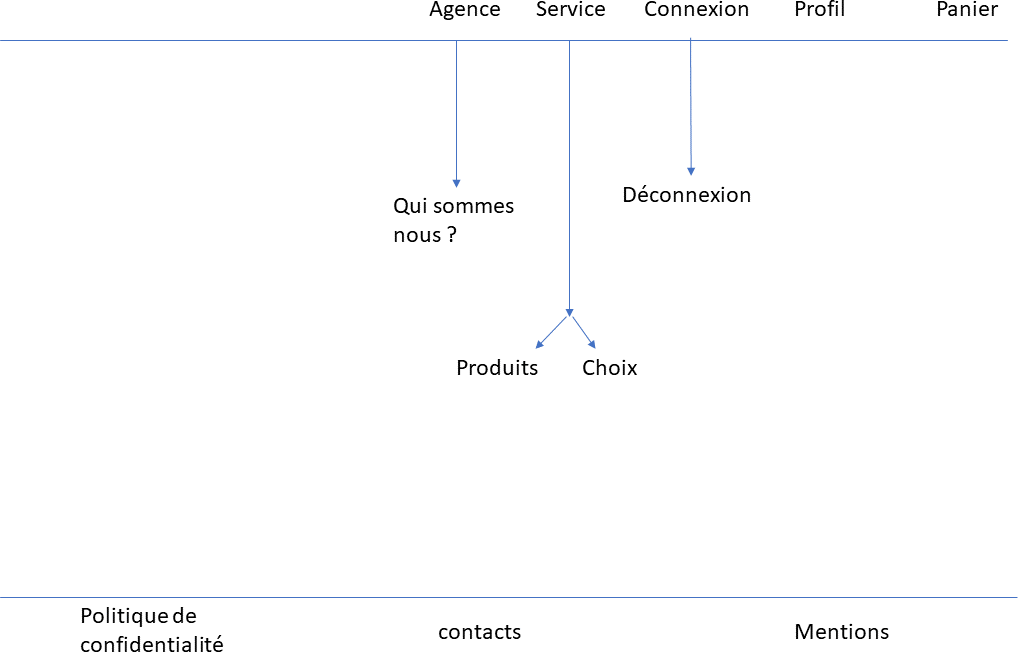 Agence Service Connexion Profil Panier
Déconnexion
Qui sommes
nous ?
Produits Choix
Politique de
confidentialité
contacts
Mentions